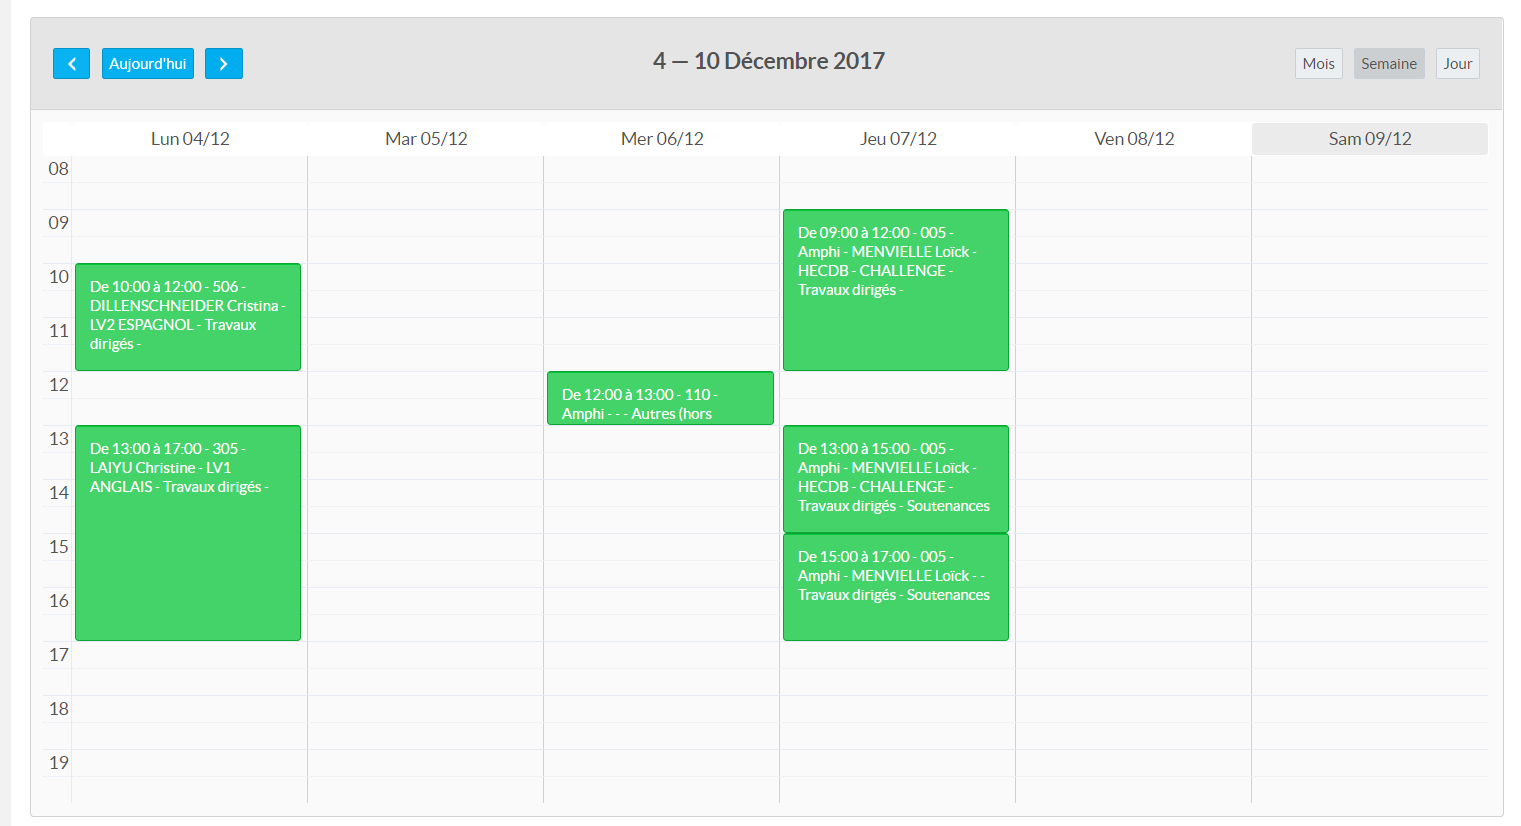 Aujourd'hui
4 — 10 Décembre 2017
Mois Semaine Jour
Lun 04/12 Mar 05/12 Mer 06/12 Jeu 07/12 Ven 08/12 Sam 09/12
08
09
10
11
12
13
14
15
16
17
18
19
De 10:00 à 12:00 - 506 -
DILLENSCHNEIDER Cristina -
LV2 ESPAGNOL - Travaux
dirigés -
De 13:00 à 17:00 - 305 -
LAIYU Christine - LV1
ANGLAIS - Travaux dirigés -
De 12:00 à 13:00 - 110 -
Amphi - - - Autres (hors
De 09:00 à 12:00 - 005 -
Amphi - MENVIELLE Loïck -
HECDB - CHALLENGE -
Travaux dirigés -
De 13:00 à 15:00 - 005 -
Amphi - MENVIELLE Loïck -
HECDB - CHALLENGE -
Travaux dirigés - Soutenances
De 15:00 à 17:00 - 005 -
Amphi - MENVIELLE Loïck - -
Travaux dirigés - Soutenances